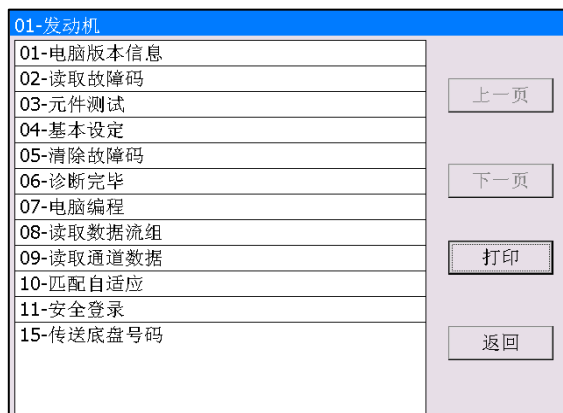 01-发动机
01-电脑版本信息
02-读取故障码
03-元件测试
04-基本设定
05-清除故障码
06-诊断完毕
07-电脑编程
08-读取数据流组
09-读取通道数据
10-匹配自适应
11-安全登录
15-传送底盘号码
上一页
下一页
打印
返回